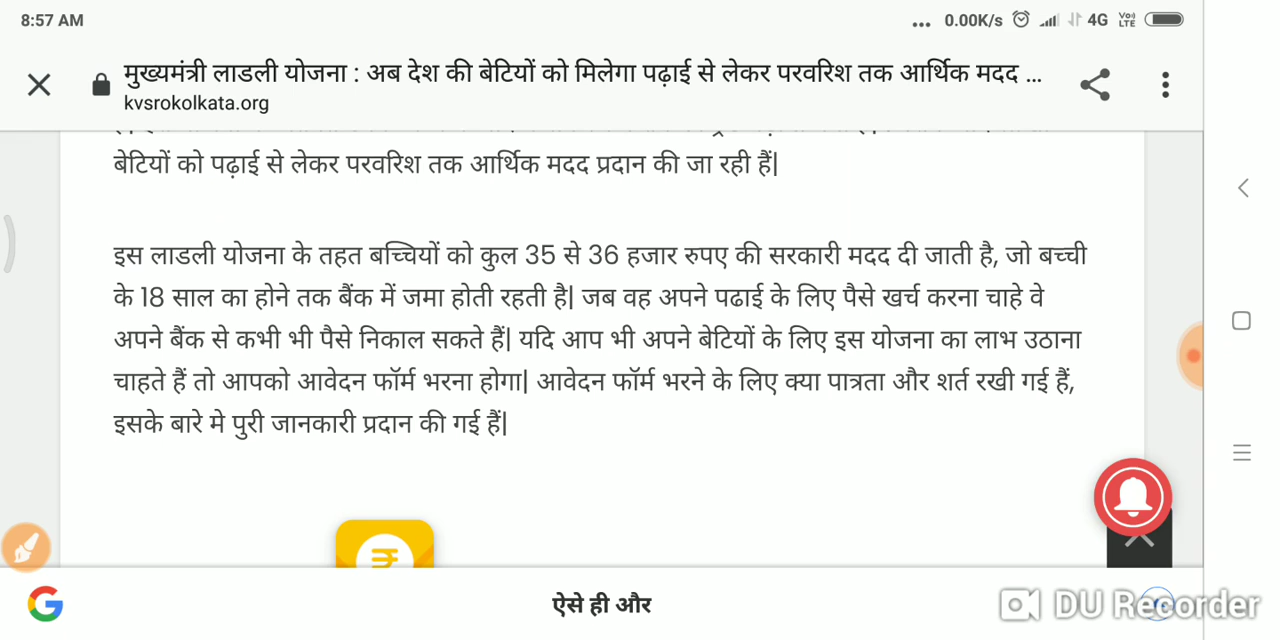 8:57 AM
... 0.00K/s 4G VoLTE
मुख्यमंत्री लाडली योजना : अब देश की बेटियों को मिलेगा पढ़ाई से लेकर परवरिश तक आर्थिक मदद ...
kvsrokolkata.org
बेटियों को पढ़ाई से लेकर परवरिश तक आर्थिक मदद प्रदान की जा रही हैं|
इस लाडली योजना के तहत बच्चियों को कुल 35 से 36 हजार रुपए की सरकारी मदद दी जाती है, जो बच्ची
के 18 साल का होने तक बैंक में जमा होती रहती है| जब वह अपने पढाई के लिए पैसे खर्च करना चाहे वे
अपने बैंक से कभी भी पैसे निकाल सकते हैं| यदि आप भी अपने बेटियों के लिए इस योजना का लाभ उठाना
चाहते हैं तो आपको आवेदन फॉर्म भरना होगा| आवेदन फॉर्म भरने के लिए क्या पात्रता और शर्त रखी गई हैं,
इसके बारे मे पुरी जानकारी प्रदान की गई हैं|
₹
G ऐसे ही और
DU Recorder